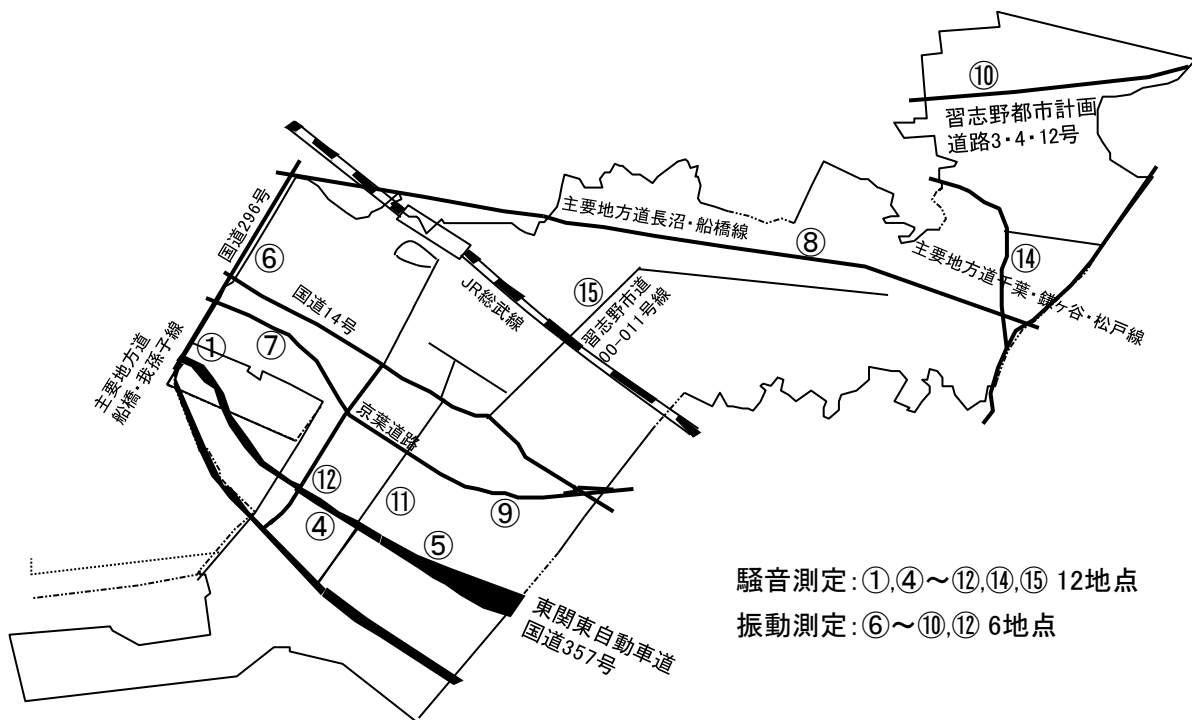 ⑩
習志野都市計画
道路3・4・12号
国道296号
主要地方道長沼・船橋線
⑥
⑧
主要地方道千葉・鎌ヶ谷・松戸線
⑭
国道14号
JR総武線
⑮
習志野市道
00-011号線
⑦
①
主要地方道
船橋・我孫子線
京葉道路
⑫
⑪
⑨
④
⑤
東関東自動車道
国道357号
騒音測定:①,④～⑫,⑭,⑮ 12地点
振動測定:⑥～⑩,⑫ 6地点